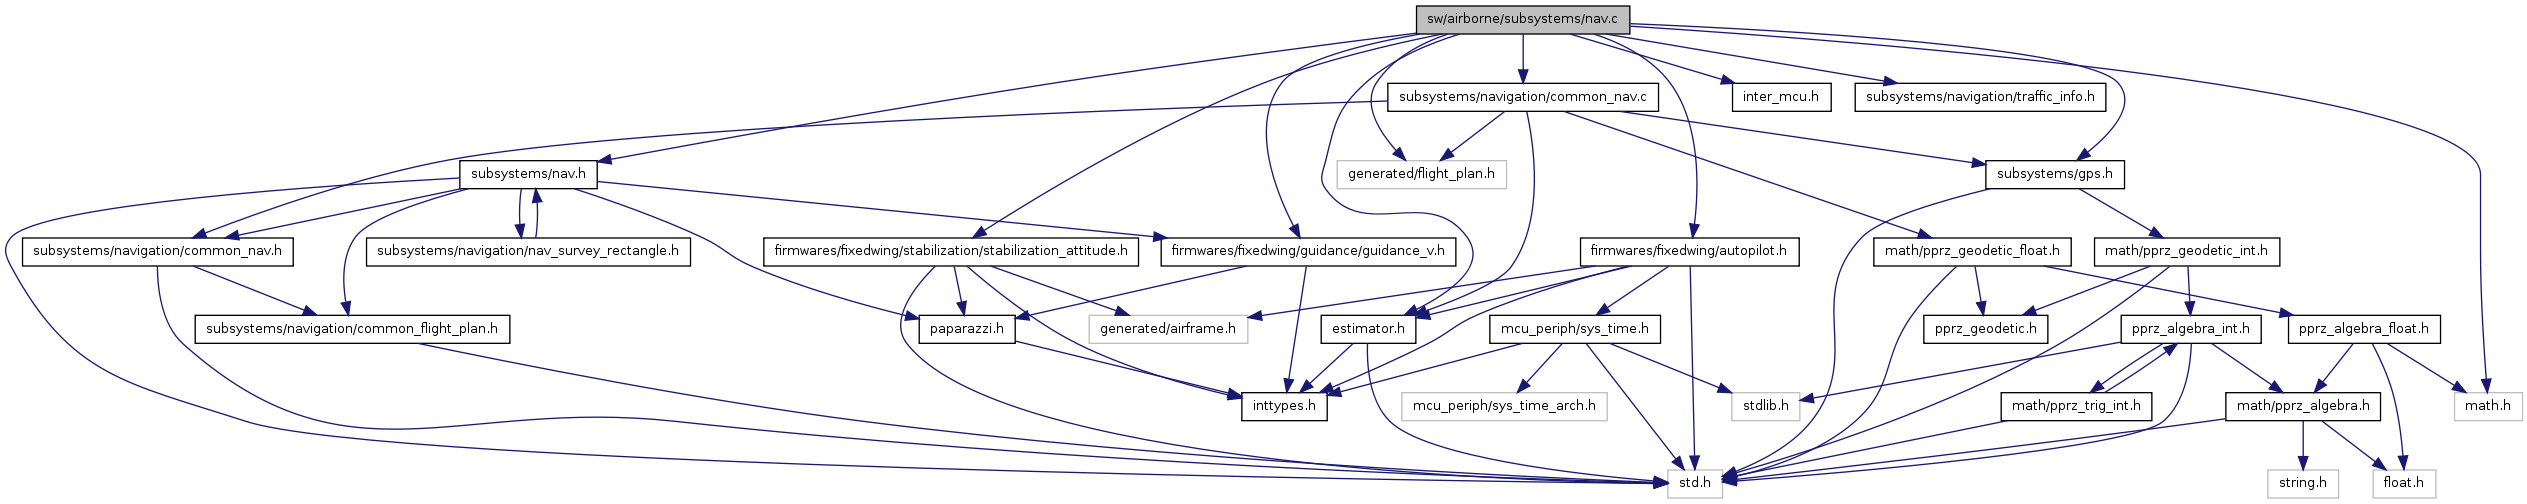 sw/airborne/subsystems/nav.c
subsystems/navigation/common_nav.c
inter_mcu.h
subsystems/navigation/traffic_info.h
subsystems/nav.h
generated/flight_plan.h
subsystems/gps.h
subsystems/navigation/common_nav.h
subsystems/navigation/nav_survey_rectangle.h
firmwares/fixedwing/stabilization/stabilization_attitude.h
firmwares/fixedwing/guidance/guidance_v.h
firmwares/fixedwing/autopilot.h
math/pprz_geodetic_float.h
math/pprz_geodetic_int.h
subsystems/navigation/common_flight_plan.h
paparazzi.h
generated/airframe.h
estimator.h
mcu_periph/sys_time.h
pprz_geodetic.h
pprz_algebra_int.h
pprz_algebra_float.h
inttypes.h
mcu_periph/sys_time_arch.h
stdlib.h
math/pprz_trig_int.h
math/pprz_algebra.h
math.h
std.h
string.h
float.h